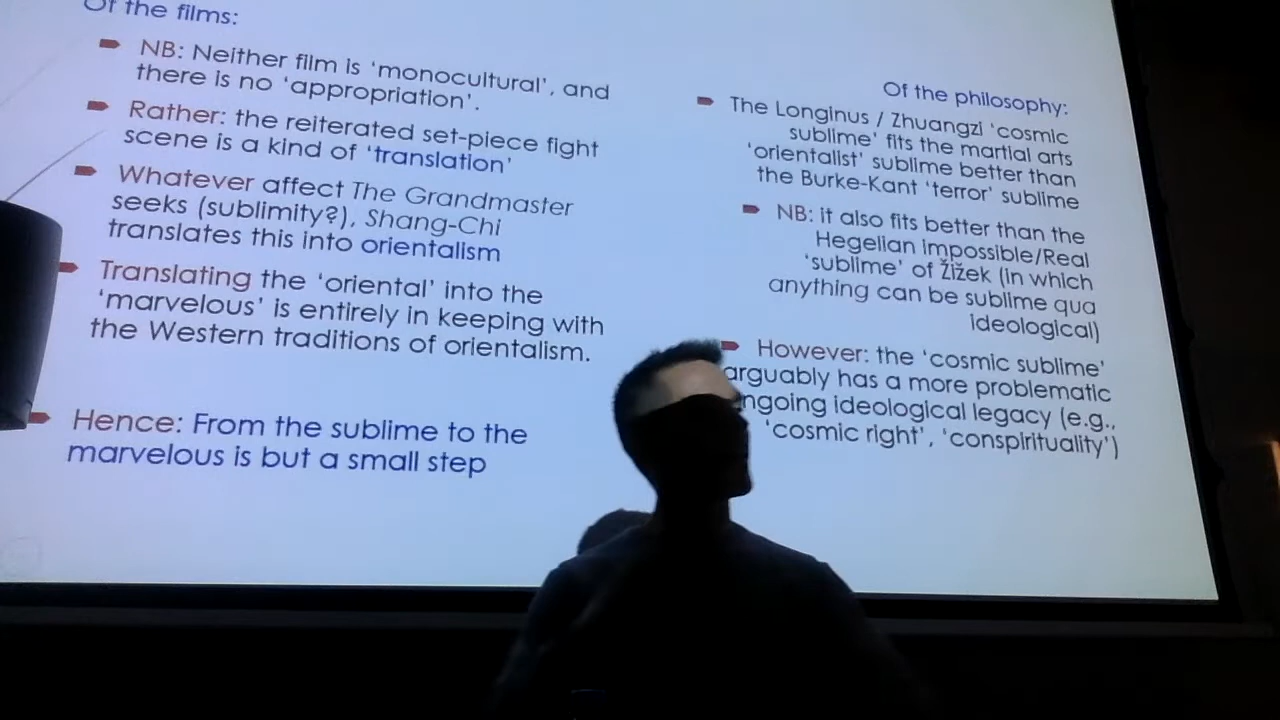 Of the films:
NB: Neither film is ‘monocultural’, and
there is no ‘appropriation’.
Rather: the reiterated set-piece fight
scene is a kind of ‘translation’
Whatever affect The Grandmaster
seeks (sublimity?), Shang-Chi
translates this into orientalism
Translating the ‘oriental’ into the
‘marvelous’ is entirely in keeping with
the Western traditions of orientalism.
Hence: From the sublime to the
marvelous is but a small step
Of the philosophy:
The Longinus / Zhuangzi ‘cosmic
sublime’ fits the martial arts
‘orientalist’ sublime better than
the Burke-Kant ‘terror’ sublime
NB: it also fits better than the
Hegelian Impossible/Real
‘sublime’ of Žižek (in which
anything can be sublime qua
ideological)
However: the ‘cosmic sublime’
arguably has a more problematic
ongoing ideological legacy (e.g.,
‘cosmic right’, ‘conspirituality’)